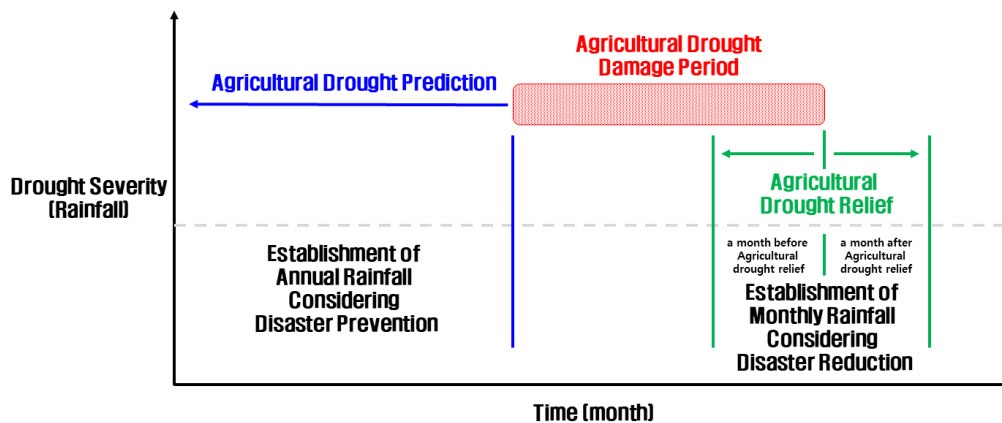 Agricultural Drought
Damage Period
Agricultural Drought Prediction
Drought Severity
(Rainfall)
Agricultural
Drought Relief
a month before
Agricultural
drought relief
a month after
Agricultural
drought relief
Establishment of
Annual Rainfall
Considering
Disaster Prevention
Establishment of
Monthly Rainfall
Considering
Disaster Reduction
Time (month)